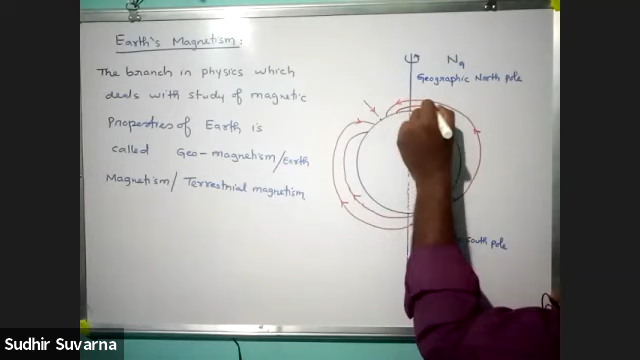 Earth's Magnetism:
The branch in physics which
deals with study of magnetic
Properties of Earth is
called Geo-magnetism/Earth
Magnetism/ Terrestrial magnetism
Ng
Geographic North pole
South pole
Sudhir Suvarna